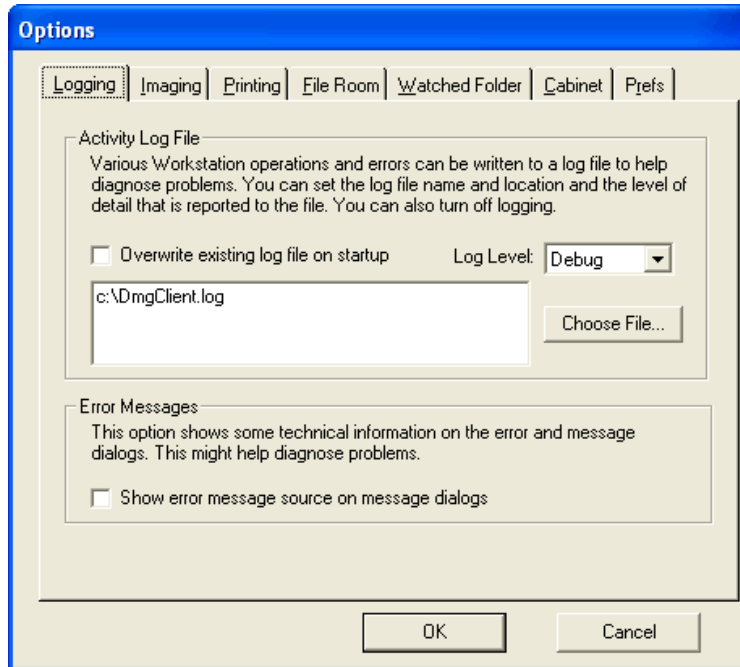 Options
Logging Imaging Printing File Room Watched Folder Cabinet Prefs
Activity Log File
Various Workstation operations and errors can be written to a log file to help
diagnose problems. You can set the log file name and location and the level of
detail that is reported to the file. You can also turn off logging.
Overwrite existing log file on startup Log Level: Debug
c:\DmgClient.log
Choose File...
Error Messages
This option shows some technical information on the error and message
dialogs. This might help diagnose problems.
Show error message source on message dialogs
OK Cancel